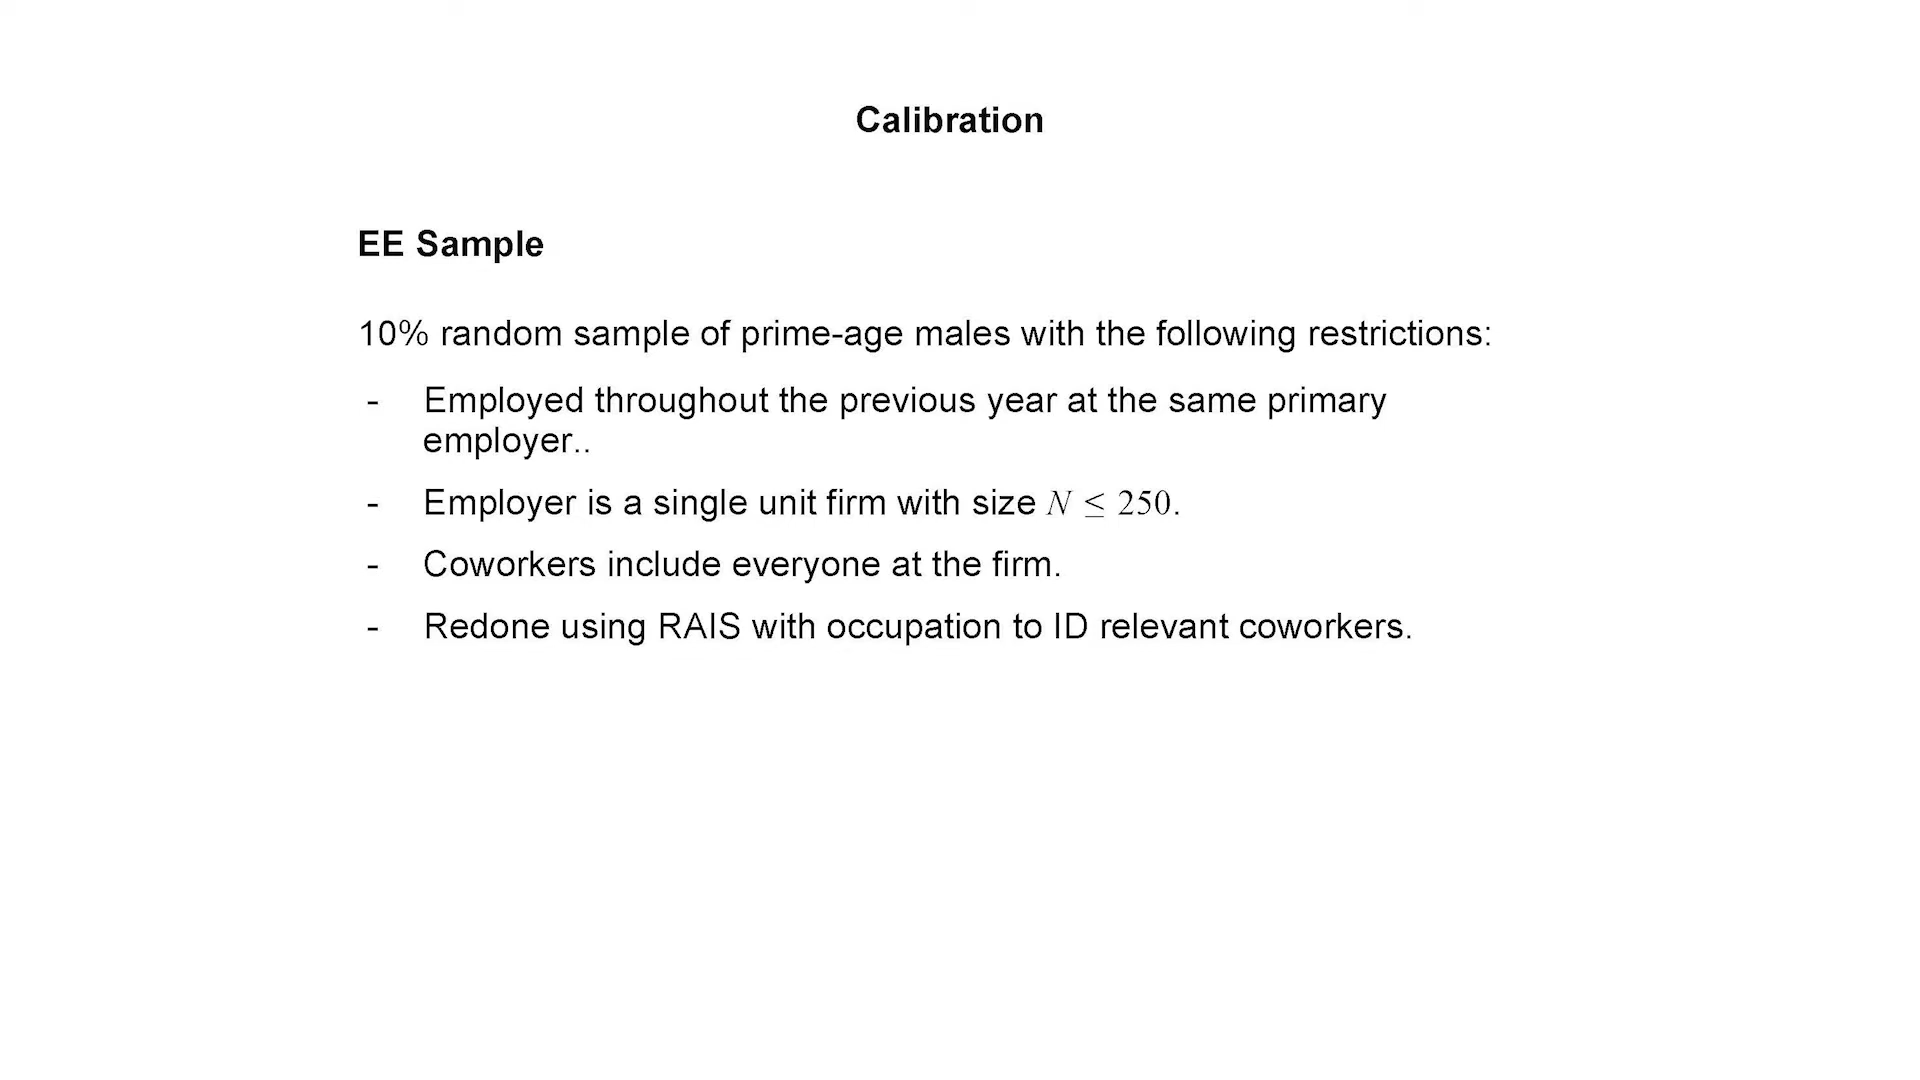 Calibration
EE Sample
10% random sample of prime-age males with the following restrictions:
- Employed throughout the previous year at the same primary
employer..
- Employer is a single unit firm with size N ≤ 250.
- Coworkers include everyone at the firm.
- Redone using RAIS with occupation to ID relevant coworkers.